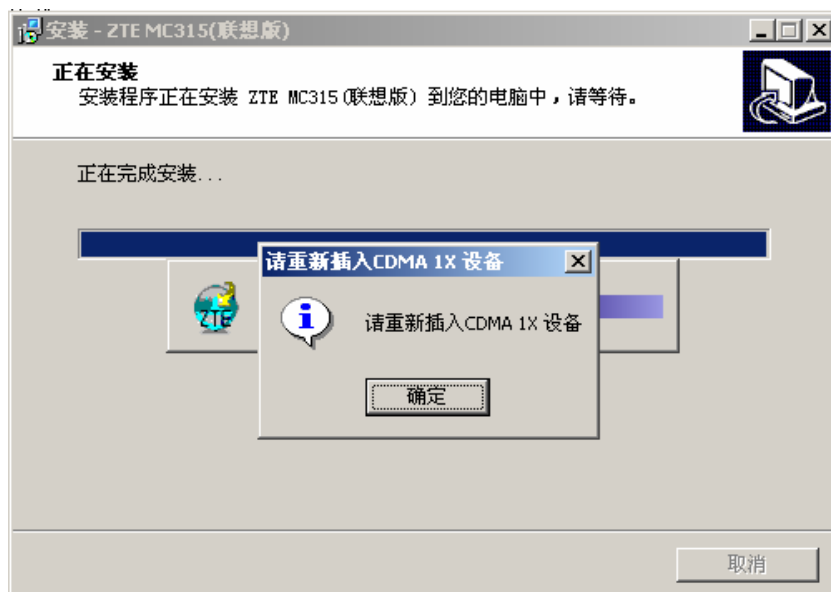 安装 - ZTE MC315(联想版)
正在安装
安装程序正在安装 ZTE MC315(联想版) 到您的电脑中，请等待。
正在完成安装...
请重新插入CDMA 1X 设备
ZTE
请重新插入CDMA 1X 设备
确定
取消